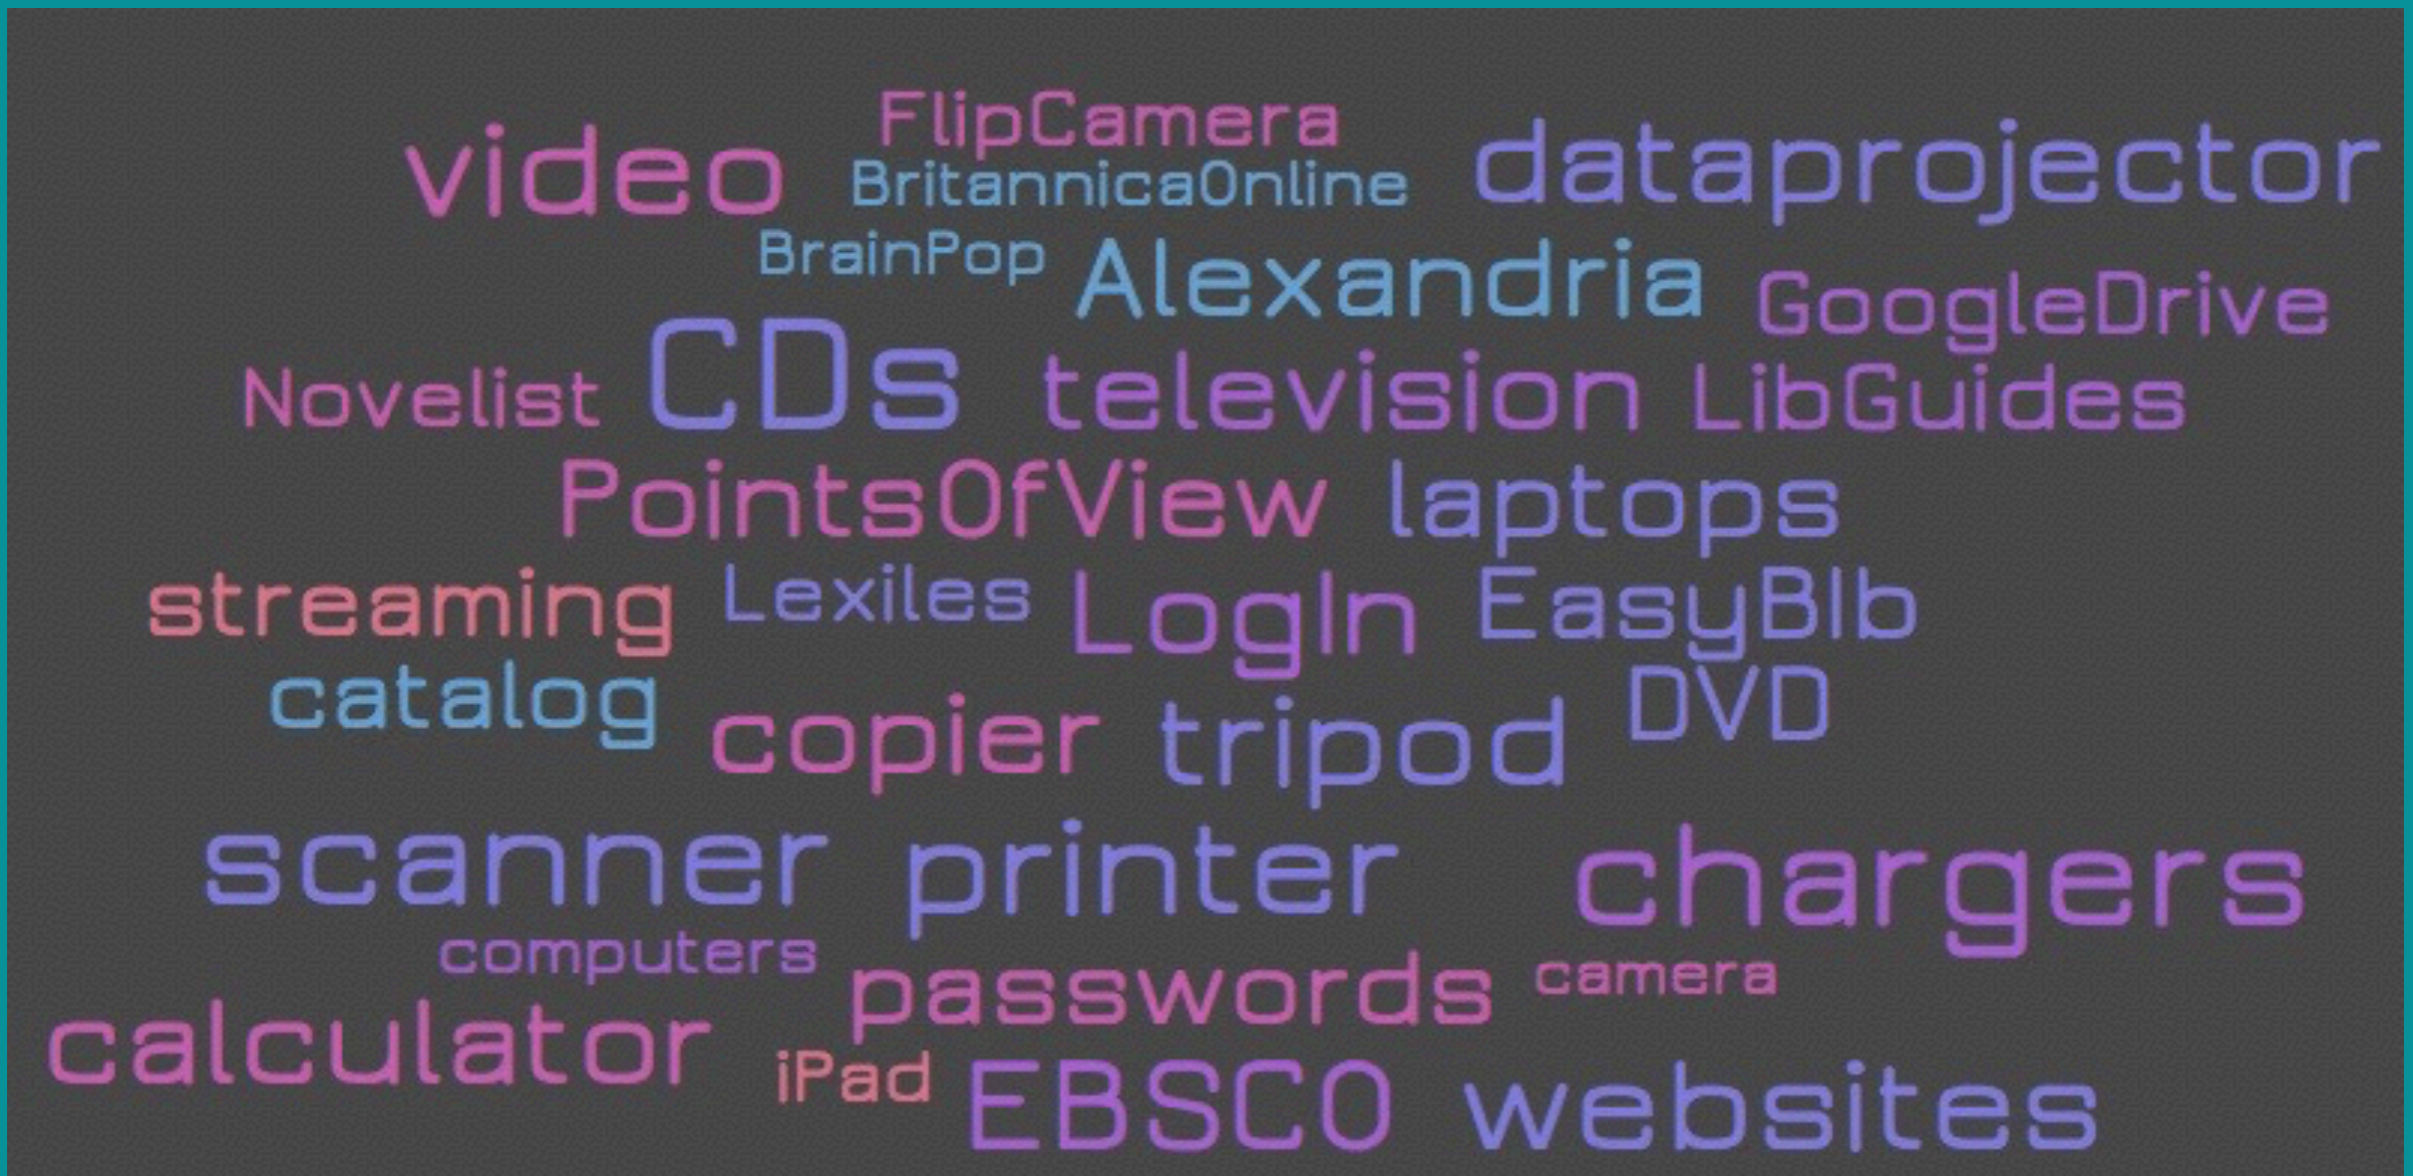 FlipCamera
video BritannicaOnline dataprojector
BrainPop Alexandria GoogleDrive
Novelist CDs television LibGuides
PointsOfView laptops
streaming Lexiles LogIn EasyBIb
catalog copier tripod DVD
scanner printer chargers
computers passwords camera
calculator iPad EBSCO websites